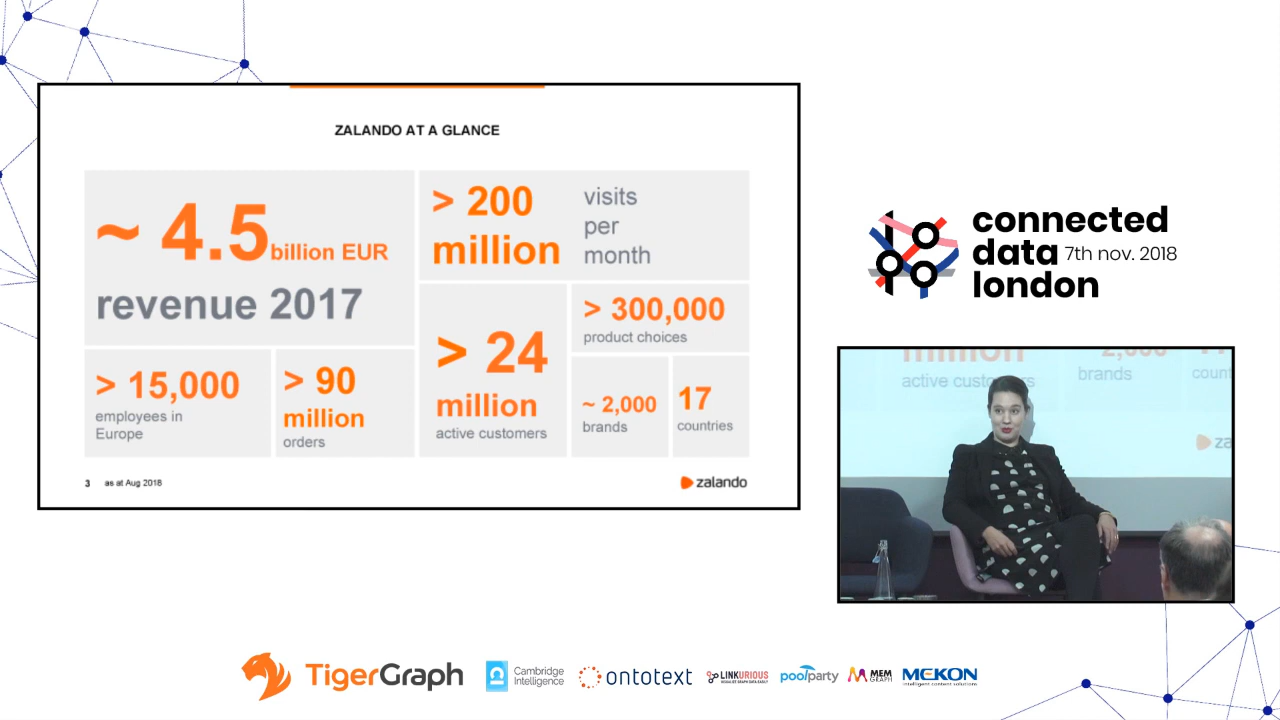 ZALANDO AT A GLANCE
~ 4.5 billion EUR
revenue 2017
> 200
million
visits
per
month
> 15,000
employees in
Europe
> 90
million
orders
> 24
million
active customers
> 300,000
product choices
~ 2,000
brands
17
countries
3 as at Aug 2018
zalando
connected
data 7th nov. 2018
london
million
active customers
2,000
brands
17
count
za
TigerGraph
Cambridge
Intelligence
ontotext
LINKURIOUS
poolparty
MEM
GRAPH
MEKON
intelligent content solutions